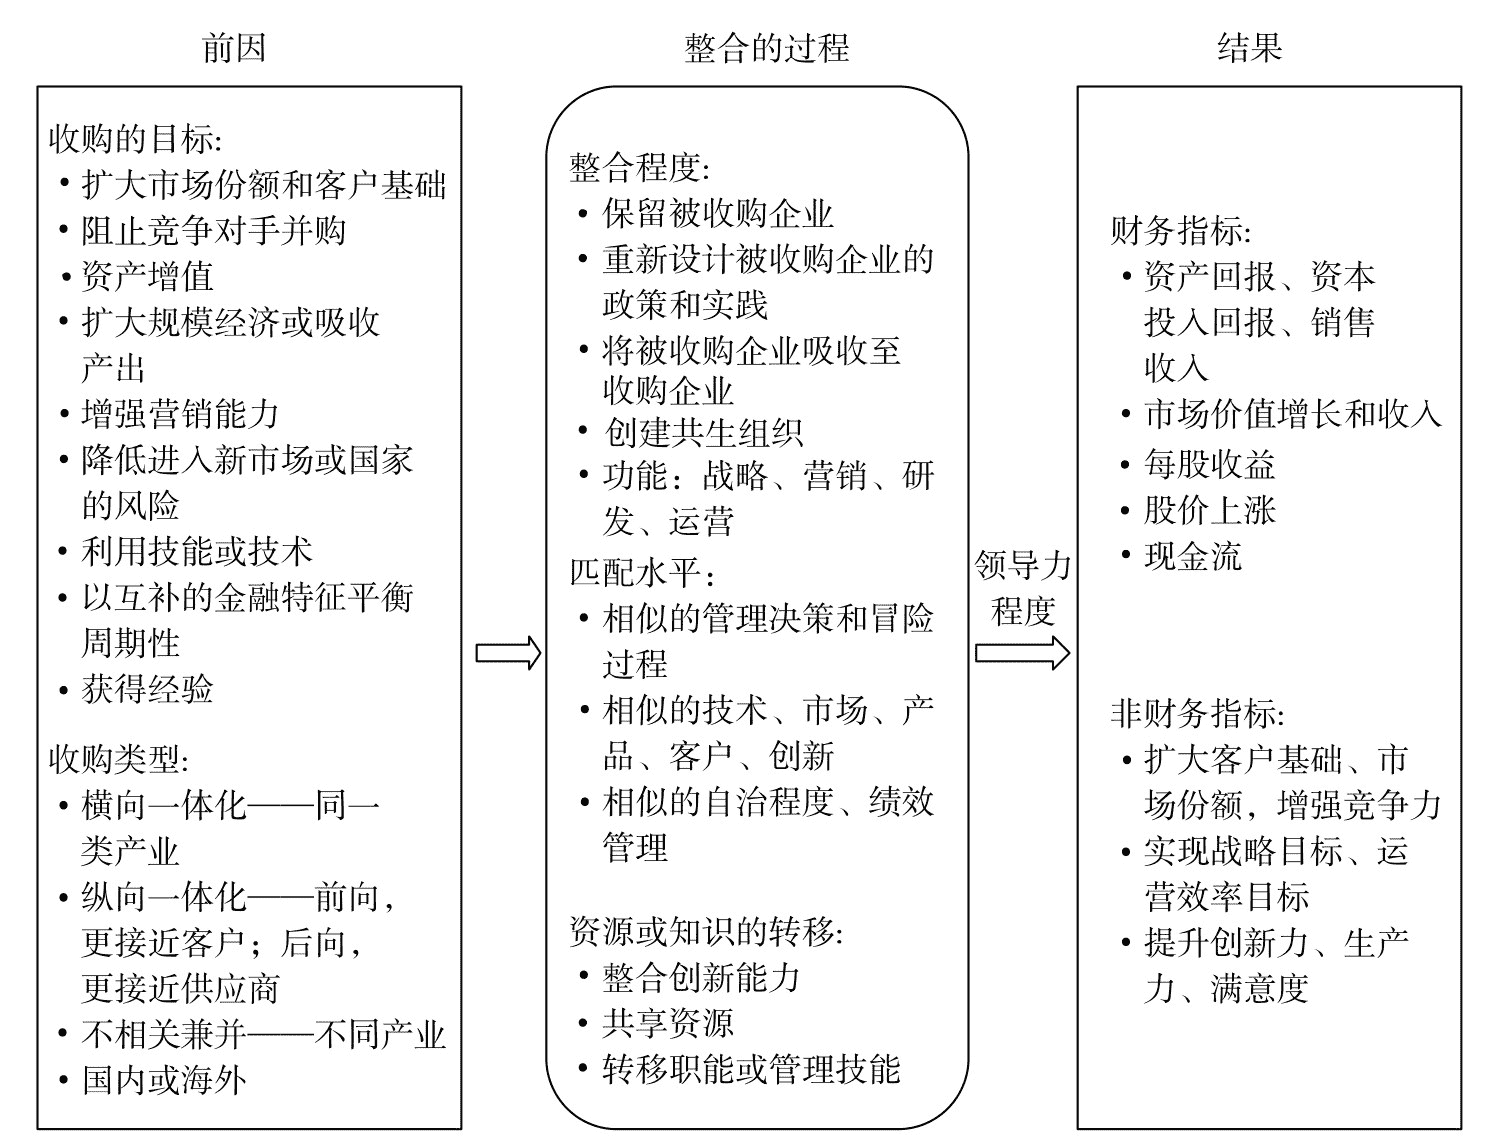 前因
收购的目标:
• 扩大市场份额和客户基础
• 阻止竞争对手并购
• 资产增值
• 扩大规模经济或吸收
产出
• 增强营销能力
• 降低进入新市场或国家
的风险
• 利用技能或技术
• 以互补的金融特征平衡
周期性
• 获得经验
收购类型:
• 横向一体化——同一
类产业
• 纵向一体化——前向，
更接近客户；后向，
更接近供应商
• 不相关兼并——不同产业
• 国内或海外
整合的过程
整合程度:
• 保留被收购企业
• 重新设计被收购企业的
政策和实践
• 将被收购企业吸收至
收购企业
• 创建共生组织
• 功能：战略、营销、研
发、运营
匹配水平：
• 相似的管理决策和冒险
过程
• 相似的技术、市场、产
品、客户、创新
• 相似的自治程度、绩效
管理
资源或知识的转移:
• 整合创新能力
• 共享资源
• 转移职能或管理技能
领导力
程度
结果
财务指标:
• 资产回报、资本
投入回报、销售
收入
• 市场价值增长和收入
• 每股收益
• 股价上涨
• 现金流
非财务指标:
• 扩大客户基础、市
场份额，增强竞争力
• 实现战略目标、运
营效率目标
• 提升创新力、生产
力、满意度